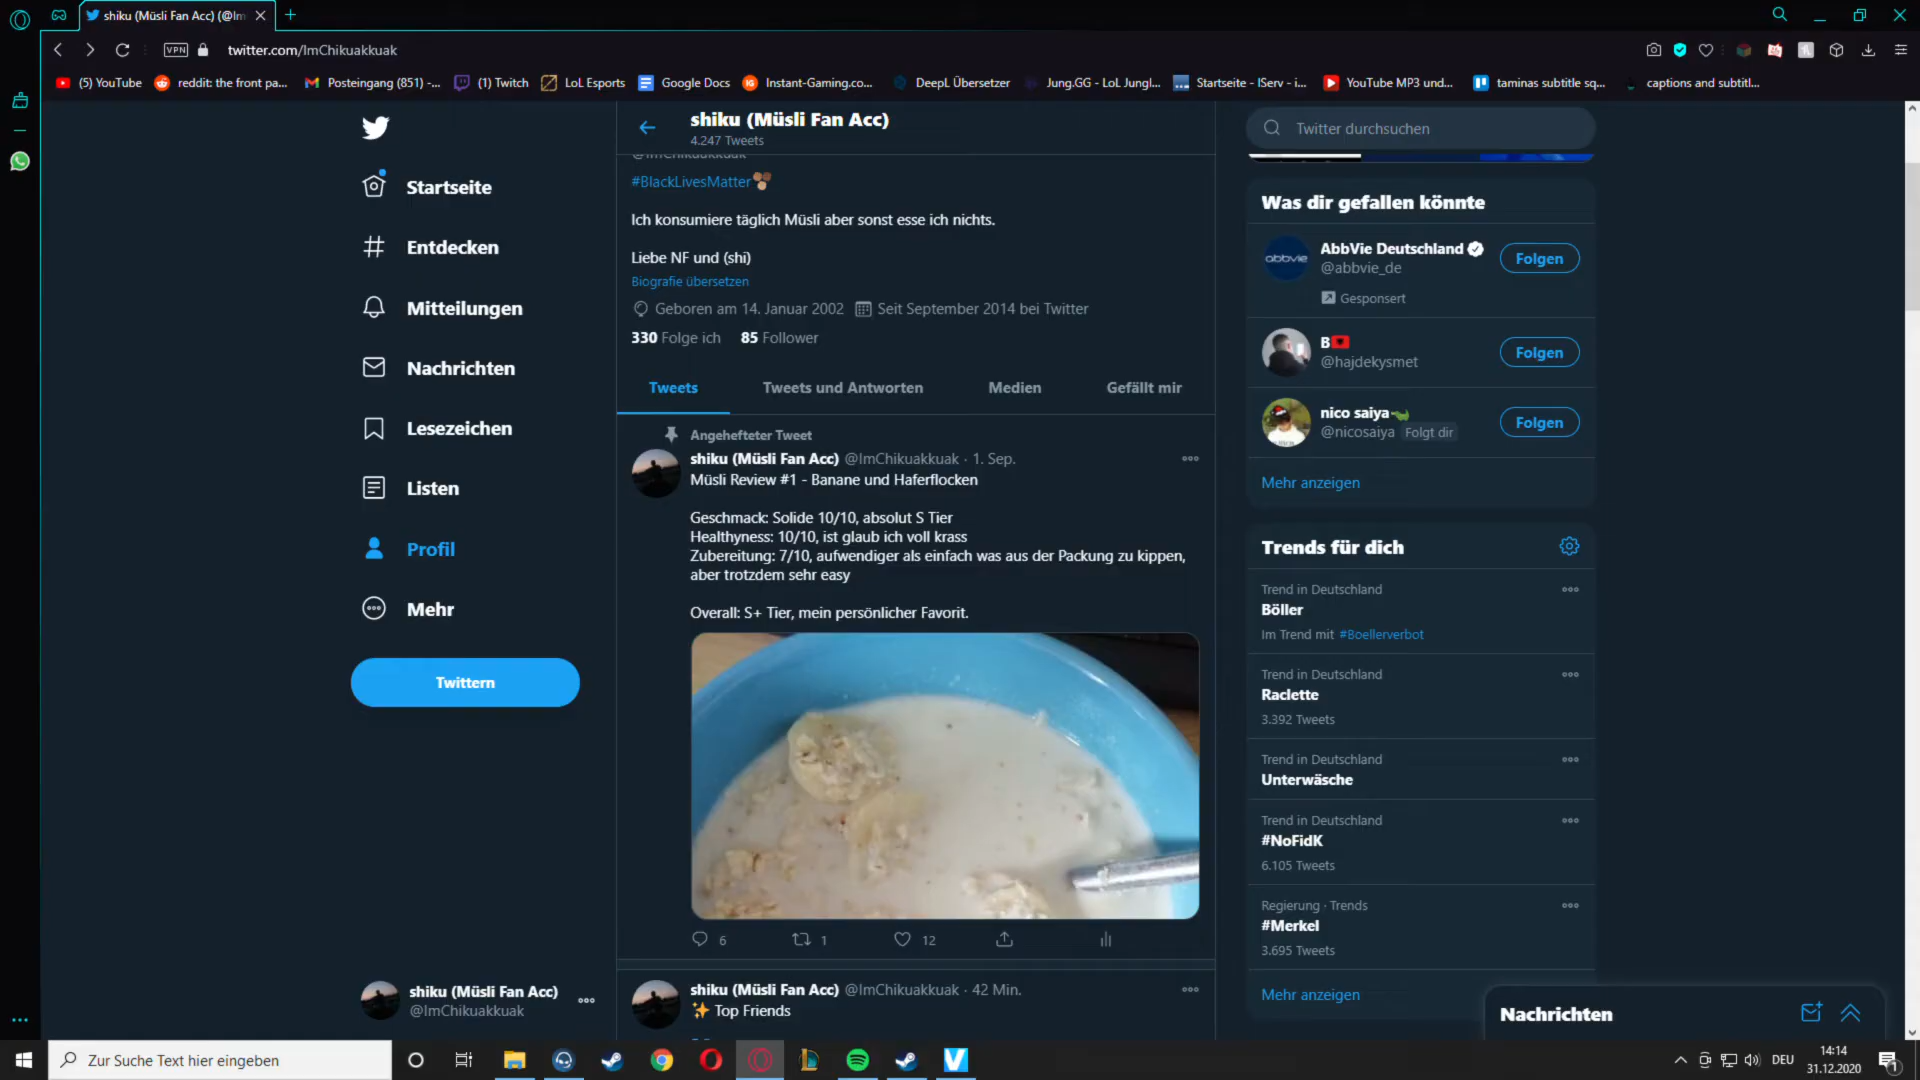 shiku (Müsli Fan Acc) (@Im
VPN
twitter.com/ImChikuakkuak
(5) YouTube
reddit: the front pa...
Posteingang (851) -...
(1) Twitch
LoL Esports
Google Docs
Instant-Gaming.co...
DeepL Übersetzer
Jung.GG - LoL Jungl...
Startseite - IServ - i...
YouTube MP3 und...
taminas subtitle sq...
captions and subtitl...
Startseite
Entdecken
Mitteilungen
Nachrichten
Lesezeichen
Listen
Profil
Mehr
Twittern
shiku (Müsli Fan Acc)
@ImChikuakkuak
shiku (Müsli Fan Acc)
4.247 Tweets
@ImChikuakkuak
#BlackLivesMatter
Ich konsumiere täglich Müsli aber sonst esse ich nichts.
Liebe NF und (shi)
Biografie übersetzen
Geboren am 14. Januar 2002 Seit September 2014 bei Twitter
330 Folge ich 85 Follower
Tweets Tweets und Antworten Medien Gefällt mir
Angehefteter Tweet
shiku (Müsli Fan Acc) @ImChikuakkuak · 1. Sep.
Müsli Review #1 - Banane und Haferflocken
Geschmack: Solide 10/10, absolut S Tier
Healthyness: 10/10, ist glaub ich voll krass
Zubereitung: 7/10, aufwendiger als einfach was aus der Packung zu kippen,
aber trotzdem sehr easy
Overall: S+ Tier, mein persönlicher Favorit.
6 1 12
shiku (Müsli Fan Acc) @ImChikuakkuak · 42 Min.
✨ Top Friends
Twitter durchsuchen
Was dir gefallen könnte
abbvie
AbbVie Deutschland
@abbvie_de
Folgen
Gesponsert
B
@hajdekysmet
Folgen
nico saiya
@nicosaiya Folgt dir
Folgen
Mehr anzeigen
Trends für dich
Trend in Deutschland
Böller
Im Trend mit #Boellerverbot
Trend in Deutschland
Raclette
3.392 Tweets
Trend in Deutschland
Unterwäsche
Trend in Deutschland
#NoFidK
6.105 Tweets
Regierung · Trends
#Merkel
3.695 Tweets
Mehr anzeigen
Nachrichten
Zur Suche Text hier eingeben
DEU
14:14
31.12.2020
1